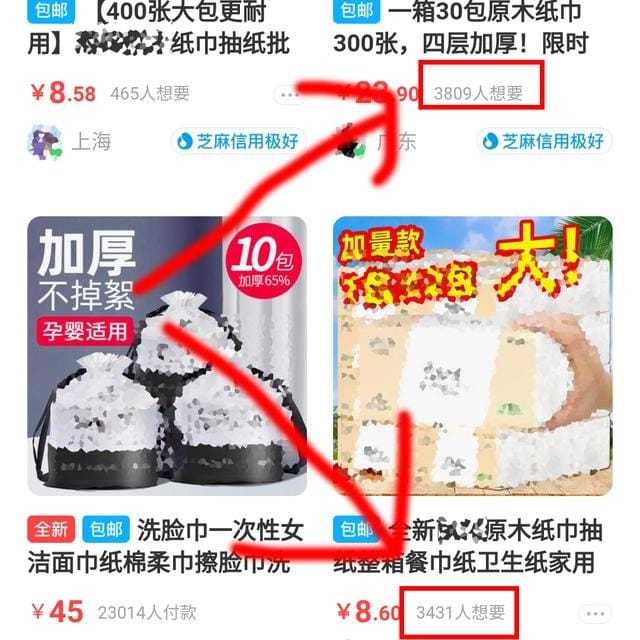 包邮 【400张大包更耐
用】纸巾抽纸批
¥8.58 465人想要
上海 芝麻信用极好
包邮 一箱30包原木纸巾
300张，四层加厚！限时
¥23.90 3809人想要
广东 芝麻信用极好
加厚
不掉絮
孕婴适用
10包
加厚65%
全新 包邮 洗脸巾一次性女
洁面巾纸棉柔巾擦脸巾洗
¥45 23014人付款
加量款
大！
包邮 全新原木纸巾抽
纸整箱餐巾纸卫生纸家用
¥8.60 3431人想要